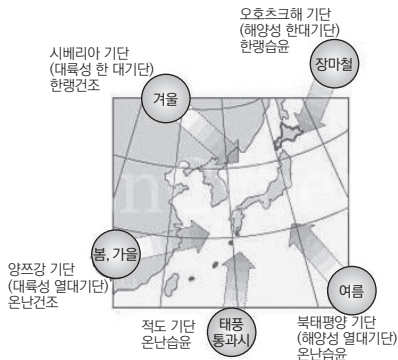 오호츠크해 기단
(해양성 한대기단)
한랭습윤
장마철
시베리아 기단
(대륙성 한 대기단)
한랭건조
겨울
봄, 가을
양쯔강 기단
(대륙성 열대기단)
온난건조
적도 기단
온난습윤
태풍
통과시
여름
북태평양 기단
(해양성 열대기단)
온난습윤